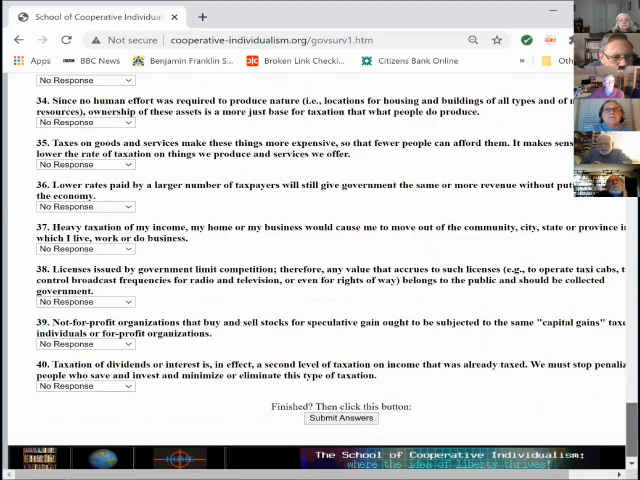 School of Cooperative Individuali
Not secure
cooperative-individualism.org/govsurv1.htm
Apps
BBC News
Benjamin Franklin S...
Broken Link Checki...
Citizens Bank Online
»
No Response
34. Since no human effort was required to produce nature (i.e., locations for housing and buildings of all types and of n
resources), ownership of these assets is a more just base for taxation that what people do produce.
No Response
35. Taxes on goods and services make these things more expensive, so that fewer people can afford them. It makes sens
lower the rate of taxation on things we produce and services we offer.
No Response
36. Lower rates paid by a larger number of taxpayers will still give government the same or more revenue without put
the economy.
No Response
37. Heavy taxation of my income, my home or my business would cause me to move out of the community, city, state or province in
which I live, work or do business.
No Response
38. Licenses issued by government limit competition; therefore, any value that accrues to such licenses (e.g., to operate taxi cabs, t
control broadcast frequencies for radio and television, or even for rights of way) belongs to the public and should be collected
government.
No Response
39. Not-for-profit organizations that buy and sell stocks for speculative gain ought to be subjected to the same "capital gains" taxe
individuals or for-profit organizations.
No Response
40. Taxation of dividends or interest is, in effect, a second level of taxation on income that was already taxed. We must stop penaliz
people who save and invest and minimize or eliminate this type of taxation.
No Response
Finished? Then click this button:
Submit Answers
HOME
The School of Cooperative Individualism:
where the idea of liberty thrives!